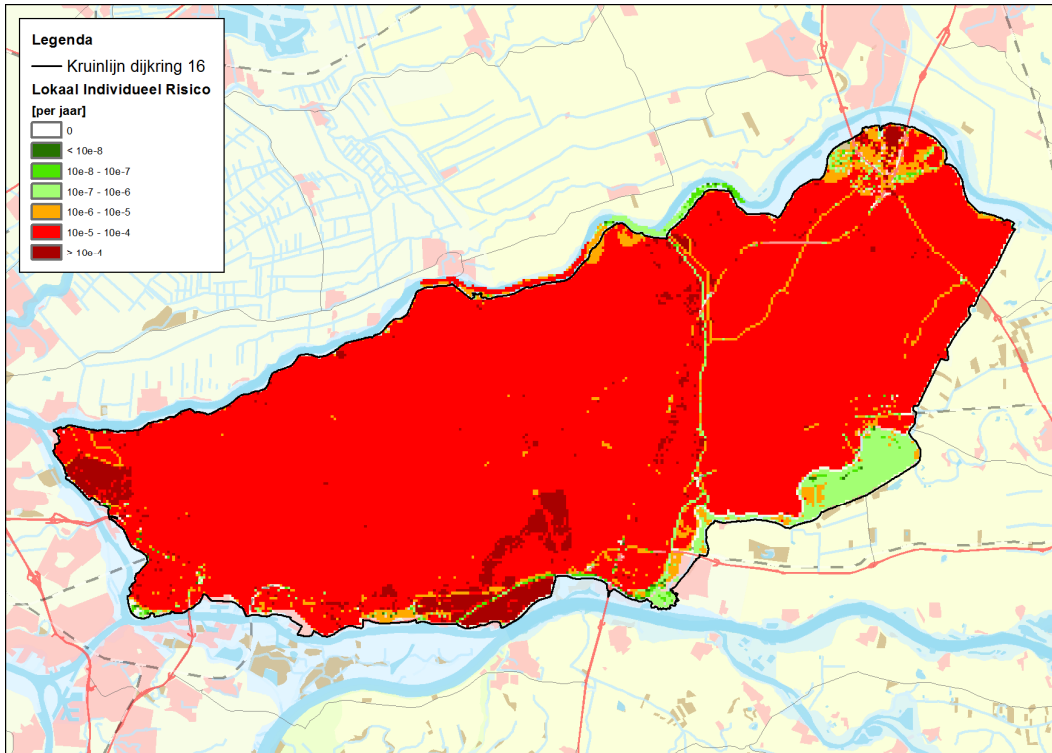 Legenda
Kruinlijn dijkring 16
Lokaal Individueel Risico
[per jaar]
0
< 10e-8
10e-8 - 10e-7
10e-7 - 10e-6
10e-6 - 10e-5
10e-5 - 10e-4
> 10e-4